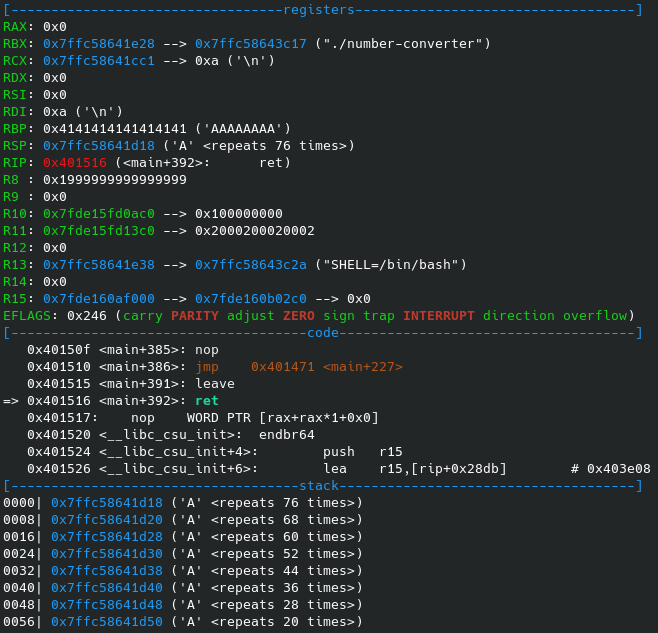 [----------------------------------registers-----------------------------------]
RAX: 0x0
RBX: 0x7ffc58641e28 --> 0x7ffc58643c17 ("./number-converter")
RCX: 0x7ffc58641cc1 --> 0xa ('\n')
RDX: 0x0
RSI: 0x0
RDI: 0xa ('\n')
RBP: 0x4141414141414141 ('AAAAAAAA')
RSP: 0x7ffc58641d18 ('A' <repeats 76 times>)
RIP: 0x401516 (<main+392>:      ret)
R8 : 0x1999999999999999
R9 : 0x0
R10: 0x7fde15fd0ac0 --> 0x100000000
R11: 0x7fde15fd13c0 --> 0x2000200020002
R12: 0x0
R13: 0x7ffc58641e38 --> 0x7ffc58643c2a ("SHELL=/bin/bash")
R14: 0x0
R15: 0x7fde160af000 --> 0x7fde160b02c0 --> 0x0
EFLAGS: 0x246 (carry PARITY adjust ZERO sign trap INTERRUPT direction overflow)
[-------------------------------------code-------------------------------------]
   0x40150f <main+385>: nop
   0x401510 <main+386>: jmp    0x401471 <main+227>
   0x401515 <main+391>: leave
=> 0x401516 <main+392>: ret
   0x401517:    nop    WORD PTR [rax+rax*1+0x0]
   0x401520 <__libc_csu_init>:  endbr64
   0x401524 <__libc_csu_init+4>:        push   r15
   0x401526 <__libc_csu_init+6>:        lea    r15,[rip+0x28db]        # 0x403e08
[------------------------------------stack-------------------------------------]
0000| 0x7ffc58641d18 ('A' <repeats 76 times>)
0008| 0x7ffc58641d20 ('A' <repeats 68 times>)
0016| 0x7ffc58641d28 ('A' <repeats 60 times>)
0024| 0x7ffc58641d30 ('A' <repeats 52 times>)
0032| 0x7ffc58641d38 ('A' <repeats 44 times>)
0040| 0x7ffc58641d40 ('A' <repeats 36 times>)
0048| 0x7ffc58641d48 ('A' <repeats 28 times>)
0056| 0x7ffc58641d50 ('A' <repeats 20 times>)